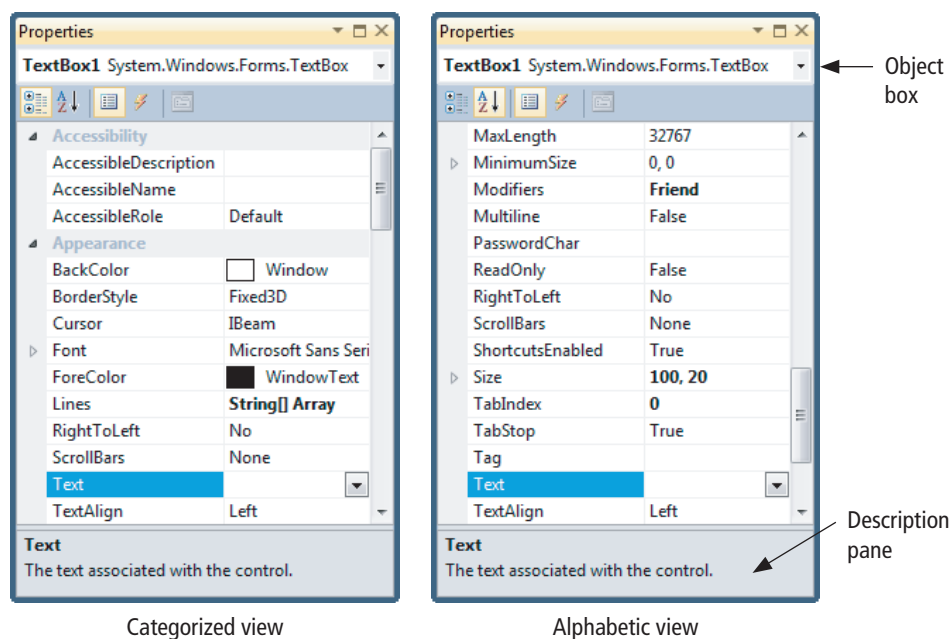 Properties
TextBox1 System.Windows.Forms.TextBox
Accessibility
AccessibleDescription
AccessibleName
AccessibleRole Default
Appearance
BackColor Window
BorderStyle Fixed3D
Cursor IBeam
Font Microsoft Sans Seri
ForeColor WindowText
Lines String[] Array
RightToLeft No
ScrollBars None
Text
TextAlign Left
Text
The text associated with the control.
Categorized view
Properties
TextBox1 System.Windows.Forms.TextBox
A
Z
MaxLength 32767
MinimumSize 0, 0
Modifiers Friend
Multiline False
PasswordChar
ReadOnly False
RightToLeft No
ScrollBars None
ShortcutsEnabled True
Size 100, 20
TabIndex 0
TabStop True
Tag
Text
TextAlign Left
Text
The text associated with the control.
Alphabetic view
Object
box
Description
pane